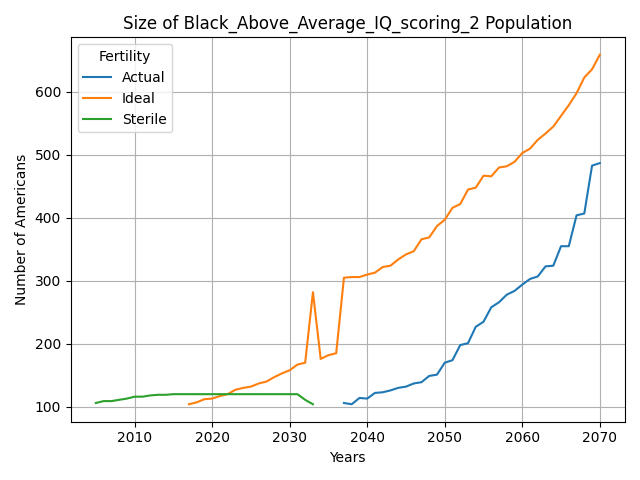 Size of Black_Above_Average_IQ_scoring_2 Population
Fertility
Actual
Ideal
Sterile
Number of Americans
600
500
400
300
200
100
2010 2020 2030 2040 2050 2060 2070
Years